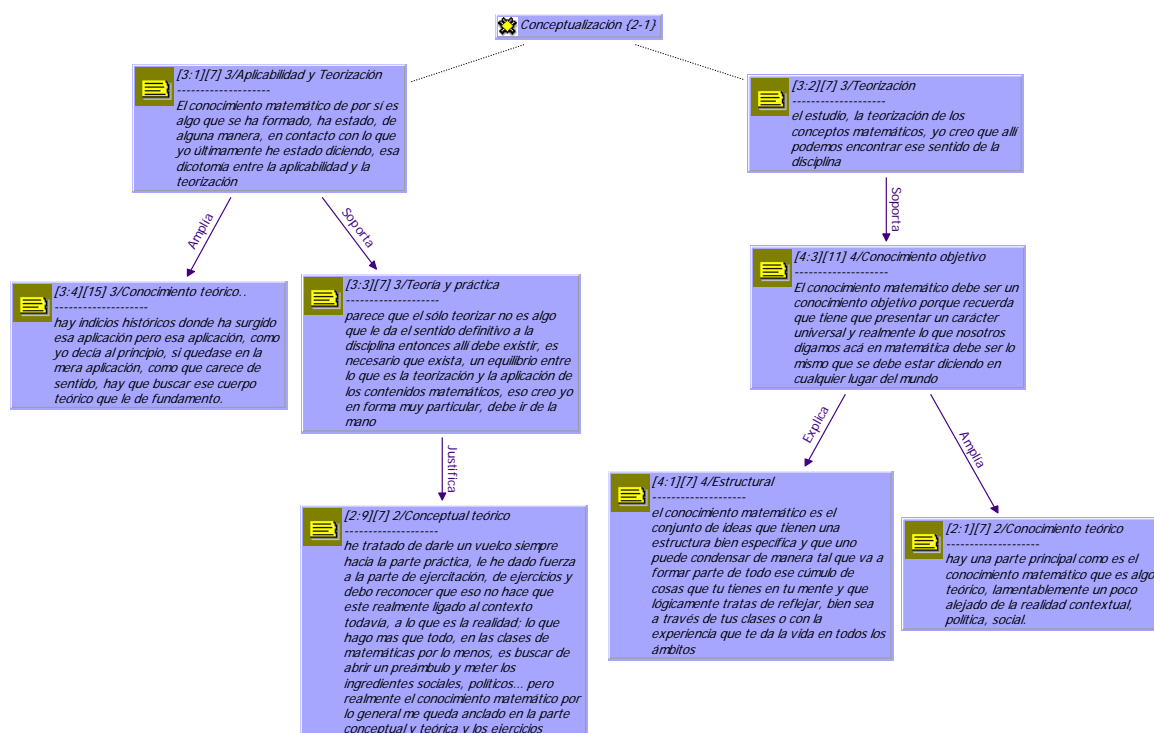 Conceptualización {2-1}
[3:1][7] 3/Aplicabilidad y Teorización
--------------------
El conocimiento matemático de por sí es
algo que se ha formado, ha estado, de
alguna manera, en contacto con lo que
yo últimamente he estado diciendo, esa
dicotomía entre la aplicabilidad y la
teorización
[3:2][7] 3/Teorización
--------------------
el estudio, la teorización de los
conceptos matemáticos, yo creo que allí
podemos encontrar ese sentido de la
disciplina
Amplía
Soporta
Soporta
[3:4][15] 3/Conocimiento teórico..
--------------------
hay indicios históricos donde ha surgido
esa aplicación pero esa aplicación, como
yo decía al principio, si quedase en la
mera aplicación, como que carece de
sentido, hay que buscar ese cuerpo
teórico que le de fundamento.
[3:3][7] 3/Teoría y práctica
--------------------
parece que el sólo teorizar no es algo
que le da el sentido definitivo a la
disciplina entonces allí debe existir, es
necesario que exista, un equilibrio entre
lo que es la teorización y la aplicación de
los contenidos matemáticos, eso creo yo
en forma muy particular, debe ir de la
mano
[4:3][11] 4/Conocimiento objetivo
--------------------
El conocimiento matemático debe ser un
conocimiento objetivo porque recuerda
que tiene que presentar un carácter
universal y realmente lo que nosotros
digamos acá en matemática debe ser lo
mismo que se debe estar diciendo en
cualquier lugar del mundo
Justifica
Explica
Amplía
[2:9][7] 2/Conceptual teórico
--------------------
he tratado de darle un vuelco siempre
hacia la parte práctica, le he dado fuerza
a la parte de ejercitación, de ejercicios y
debo reconocer que eso no hace que
este realmente ligado al contexto
todavía, a lo que es la realidad; lo que
hago mas que todo, en las clases de
matemáticas por lo menos, es buscar de
abrir un preámbulo y meter los
ingredientes sociales, políticos... pero
realmente el conocimiento matemático por
lo general me queda anclado en la parte
conceptual y teórica y los ejercicios
[4:1][7] 4/Estructural
--------------------
el conocimiento matemático es el
conjunto de ideas que tienen una
estructura bien específica y que uno
puede condensar de manera tal que va a
formar parte de todo ese cúmulo de
cosas que tu tienes en tu mente y que
lógicamente tratas de reflejar, bien sea
a través de tus clases o con la
experiencia que te da la vida en todos los
ámbitos
[2:1][7] 2/Conocimiento teórico
--------------------
hay una parte principal como es el
conocimiento matemático que es algo
teórico, lamentablemente un poco
alejado de la realidad contextual,
política, social.